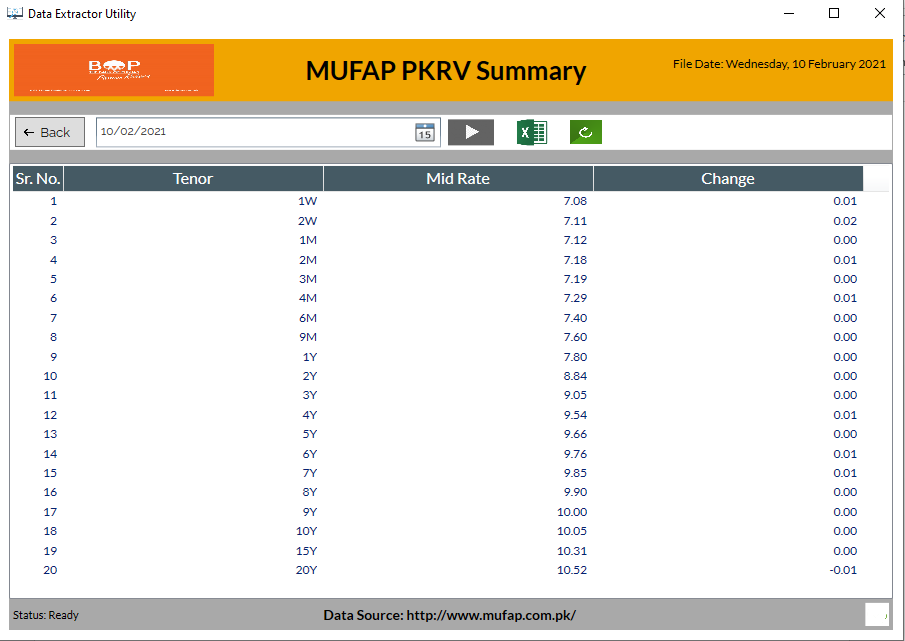 Data Extractor Utility
BOP
MUFAP PKRV Summary
File Date: Wednesday, 10 February 2021
← Back
10/02/2021
15
Sr. No. Tenor Mid Rate Change
1 1W 7.08 0.01
2 2W 7.11 0.02
3 1M 7.12 0.00
4 2M 7.18 0.01
5 3M 7.19 0.00
6 4M 7.29 0.01
7 6M 7.40 0.00
8 9M 7.60 0.00
9 1Y 7.80 0.00
10 2Y 8.84 0.00
11 3Y 9.05 0.00
12 4Y 9.54 0.01
13 5Y 9.66 0.00
14 6Y 9.76 0.01
15 7Y 9.85 0.01
16 8Y 9.90 0.00
17 9Y 10.00 0.00
18 10Y 10.05 0.00
19 15Y 10.31 0.00
20 20Y 10.52 -0.01
Status: Ready
Data Source: http://www.mufap.com.pk/